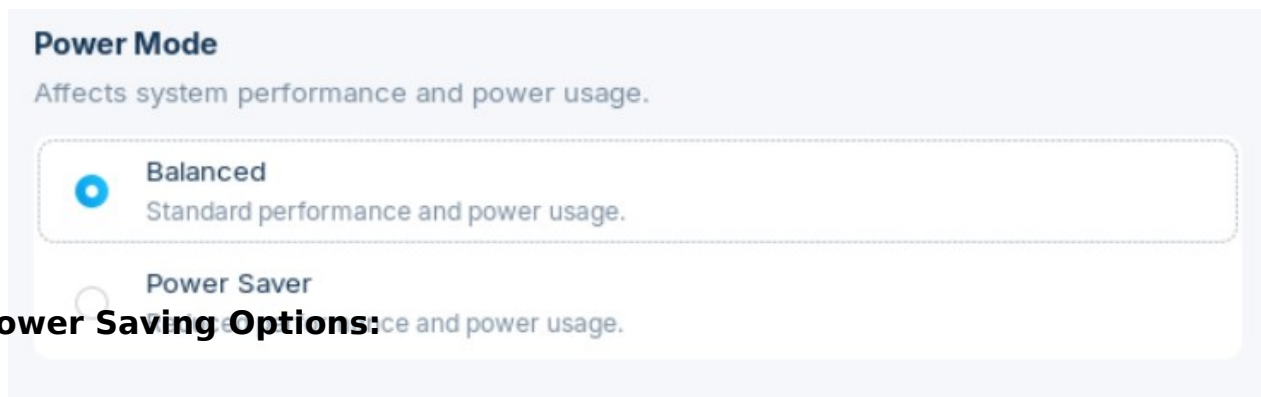 Power Mode
Affects system performance and power usage.
Balanced
Standard performance and power usage.
Power Saver
ower Saving Options:
and power usage.